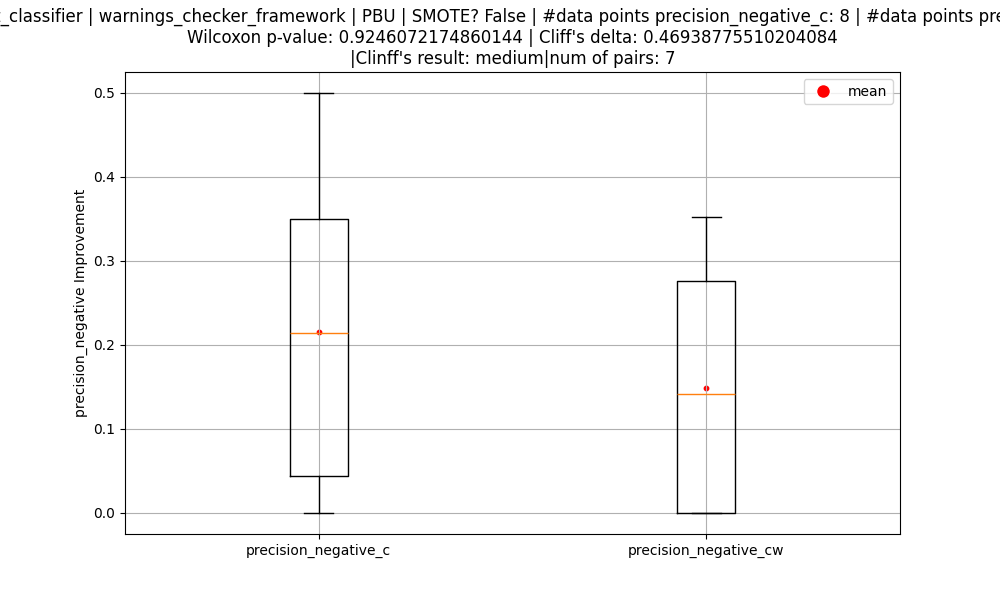 _classifier | warnings_checker_framework | PBU | SMOTE? False | #data points precision_negative_c: 8 | #data points pre
Wilcoxon p-value: 0.9246072174860144 | Cliff's delta: 0.46938775510204084
|Clinff's result: medium|num of pairs: 7
mean
0.5
0.4
0.3
0.2
0.1
0.0
precision_negative Improvement
precision_negative_c
precision_negative_cw